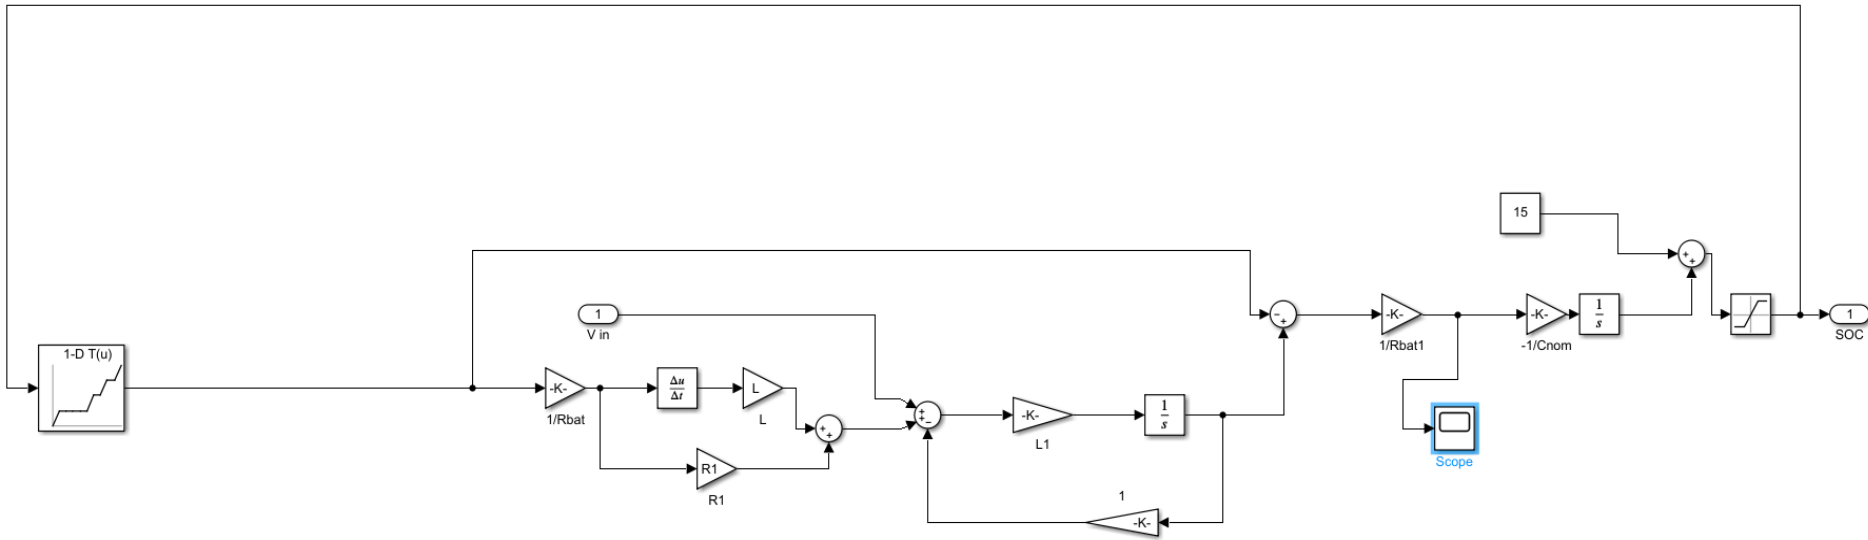 15
1
V in
1-D T(u)
-K-
1/Rbat
Δu
Δt
L
L
R1
R1
+
+
+
+
-
-K-
L1
1
s
1
-K-
-
+
-K-
1/Rbat1
Scope
-K-
-1/Cnom
1
s
+
+
1
SOC